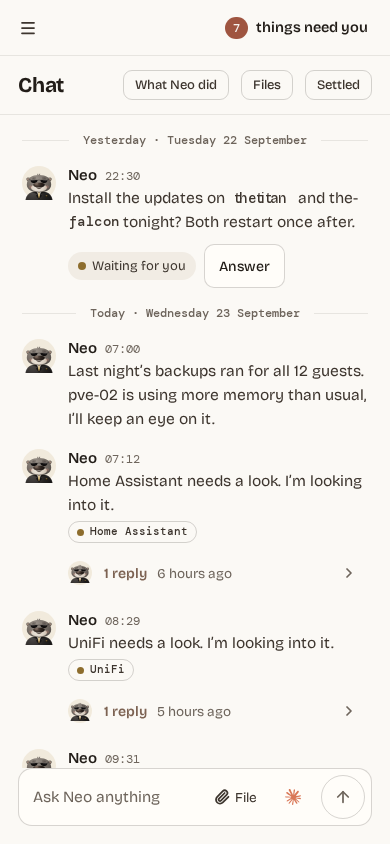 7 things need you
Chat
What Neo did
Files
Settled
Yesterday · Tuesday 22 September
Neo 22:30
Install the updates on thetitan and the-
falcon tonight? Both restart once after.
Waiting for you
Answer
Today · Wednesday 23 September
Neo 07:00
Last night's backups ran for all 12 guests.
pve-02 is using more memory than usual,
I'll keep an eye on it.
Neo 07:12
Home Assistant needs a look. I'm looking
into it.
Home Assistant
1 reply 6 hours ago
Neo 08:29
UniFi needs a look. I'm looking into it.
UniFi
1 reply 5 hours ago
Neo 09:31
Ask Neo anything
File